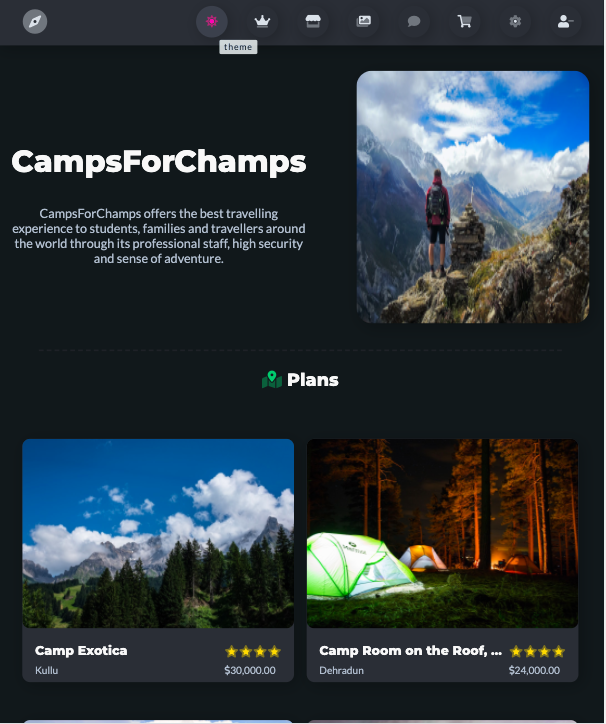 theme
CampsForChamps
CampsForChamps offers the best travelling
experience to students, families and travellers around
the world through its professional staff, high security
and sense of adventure.
Plans
Camp Exotica
Kullu
$30,000.00
Camp Room on the Roof, ...
Dehradun
$24,000.00